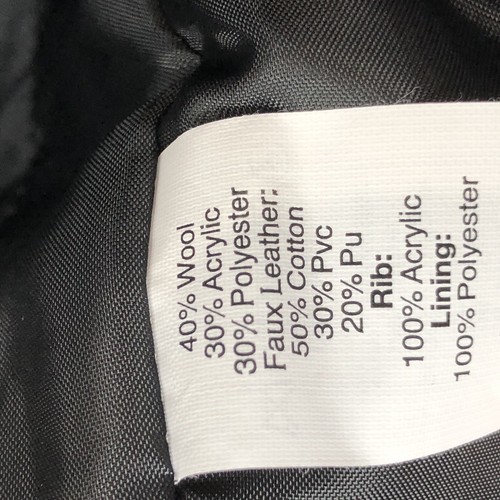 40% Wool
30% Acrylic
30% Polyester
Faux Leather:
50% Cotton
30% Pvc
20% Pu
Rib:
100% Acrylic
Lining:
100% Polyester